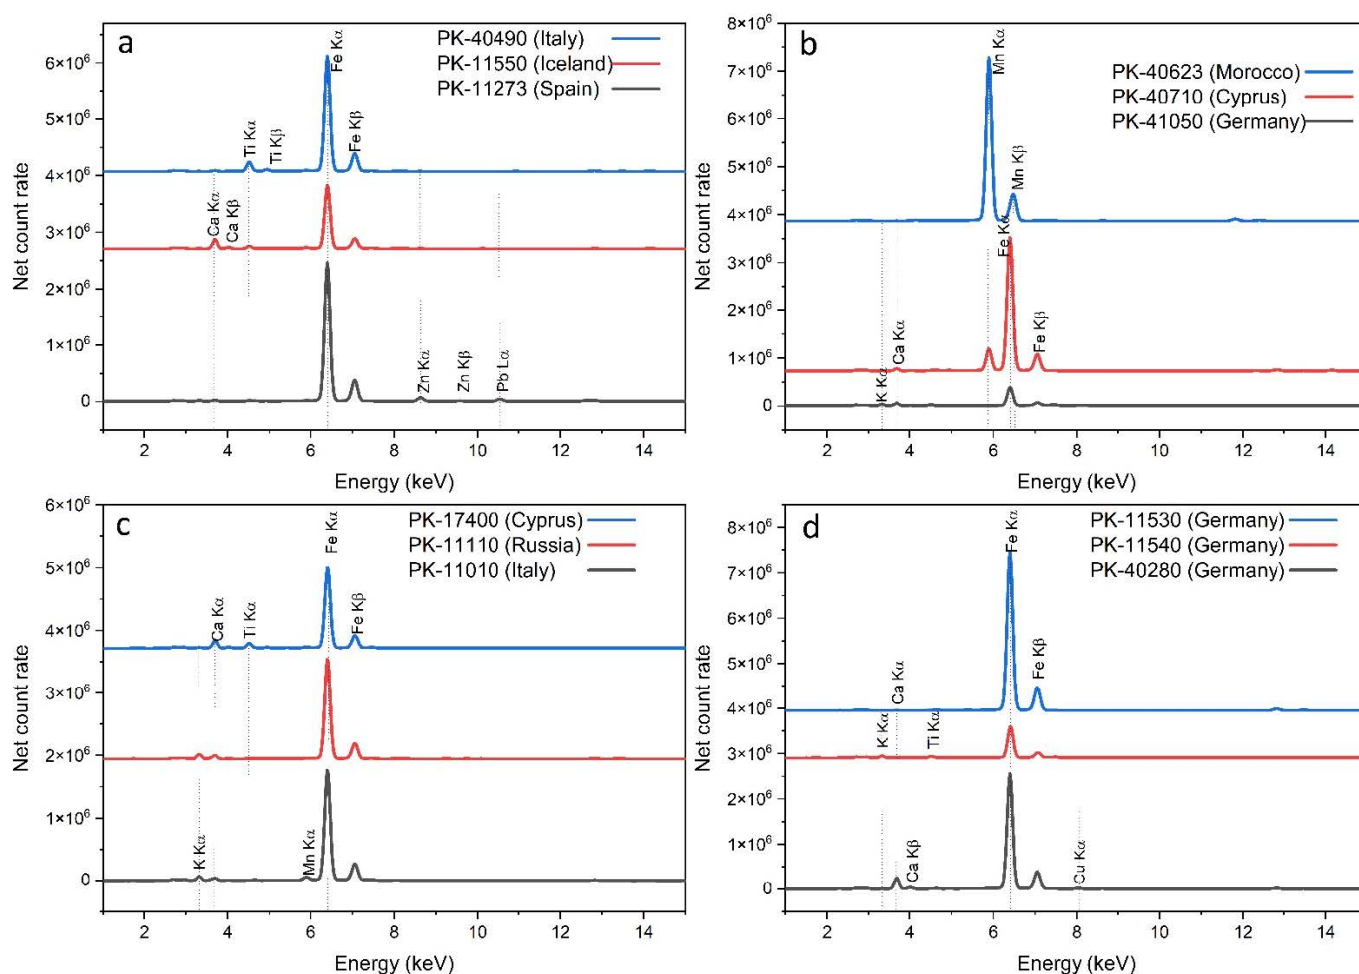 a
PK-40490 (Italy)
PK-11550 (Iceland)
PK-11273 (Spain)
Fe Kα
Fe Kβ
Ti Kα
Ti Kβ
Ca Kα
Ca Kβ
Zn Kα
Zn Kβ
Pb Lα
6×10⁶
5×10⁶
4×10⁶
3×10⁶
2×10⁶
1×10⁶
0
Net count rate
2 4 6 8 10 12 14
Energy (keV)
b
PK-40623 (Morocco)
PK-40710 (Cyprus)
PK-41050 (Germany)
Mn Kα
Mn Kβ
Fe Kα
Fe Kβ
Ca Kα
K Kα
8×10⁶
7×10⁶
6×10⁶
5×10⁶
4×10⁶
3×10⁶
2×10⁶
1×10⁶
0
Net count rate
2 4 6 8 10 12 14
Energy (keV)
c
PK-17400 (Cyprus)
PK-11110 (Russia)
PK-11010 (Italy)
Fe Kα
Fe Kβ
Ca Kα
Ti Kα
K Kα
Mn Kα
6×10⁶
5×10⁶
4×10⁶
3×10⁶
2×10⁶
1×10⁶
0
Net count rate
2 4 6 8 10 12 14
Energy (keV)
d
PK-11530 (Germany)
PK-11540 (Germany)
PK-40280 (Germany)
Fe Kα
Fe Kβ
Ca Kα
K Kα
Ti Kα
Ca Kβ
Cu Kα
8×10⁶
7×10⁶
6×10⁶
5×10⁶
4×10⁶
3×10⁶
2×10⁶
1×10⁶
0
Net count rate
2 4 6 8 10 12 14
Energy (keV)